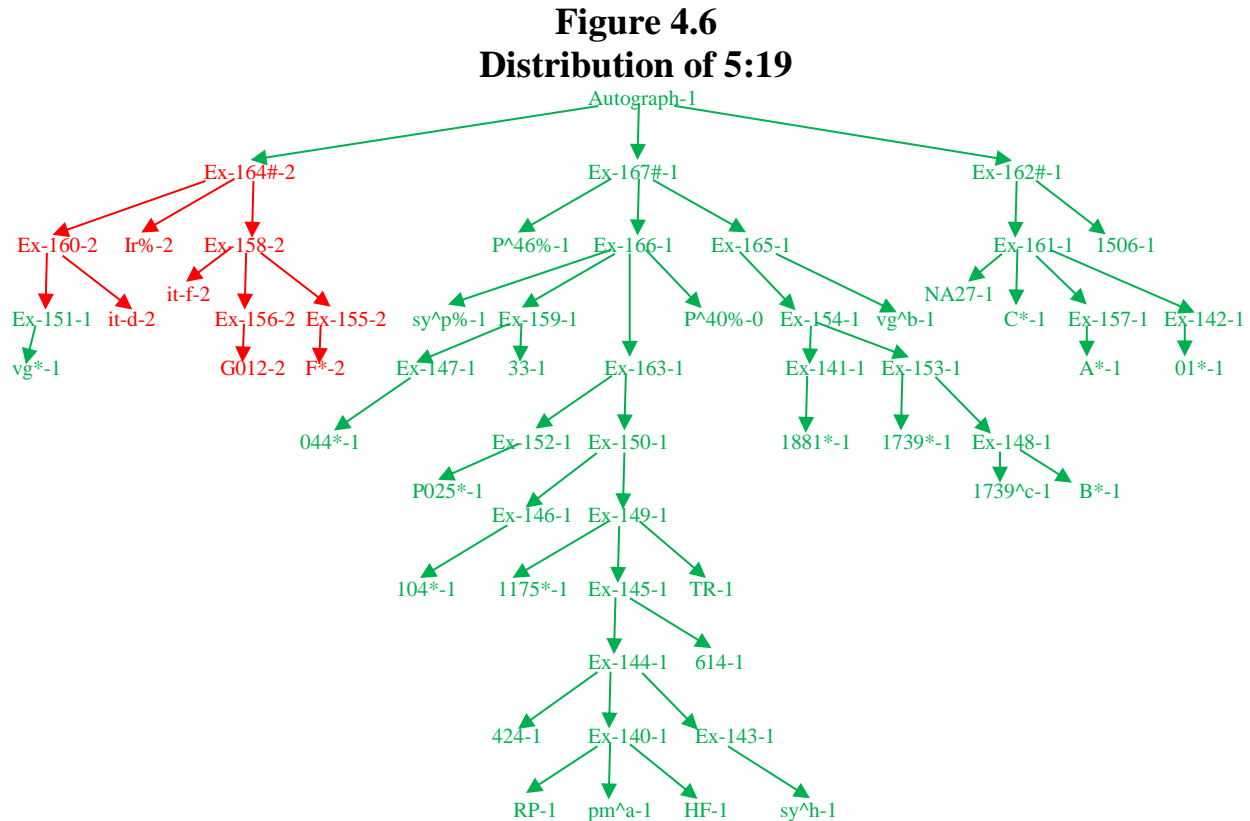 Figure 4.6
Distribution of 5:19
Autograph-1
Ex-164#-2 Ex-167#-1 Ex-162#-1
Ex-160-2 Ir%-2 Ex-158-2 P^46%-1 Ex-166-1 Ex-165-1 Ex-161-1 1506-1
it-f-2 NA27-1
Ex-151-1 it-d-2 Ex-156-2 Ex-155-2 sy^p%-1 Ex-159-1 P^40%-0 Ex-154-1 vg^b-1 C*-1 Ex-157-1 Ex-142-1
vg*-1 G012-2 F*-2 Ex-147-1 33-1 Ex-163-1 Ex-141-1 Ex-153-1 A*-1 01*-1
044*-1 Ex-152-1 Ex-150-1 1881*-1 1739*-1 Ex-148-1
P025*-1 1739^c-1 B*-1
Ex-146-1 Ex-149-1
104*-1 1175*-1 Ex-145-1 TR-1
Ex-144-1 614-1
424-1 Ex-140-1 Ex-143-1
RP-1 pm^a-1 HF-1 sy^h-1